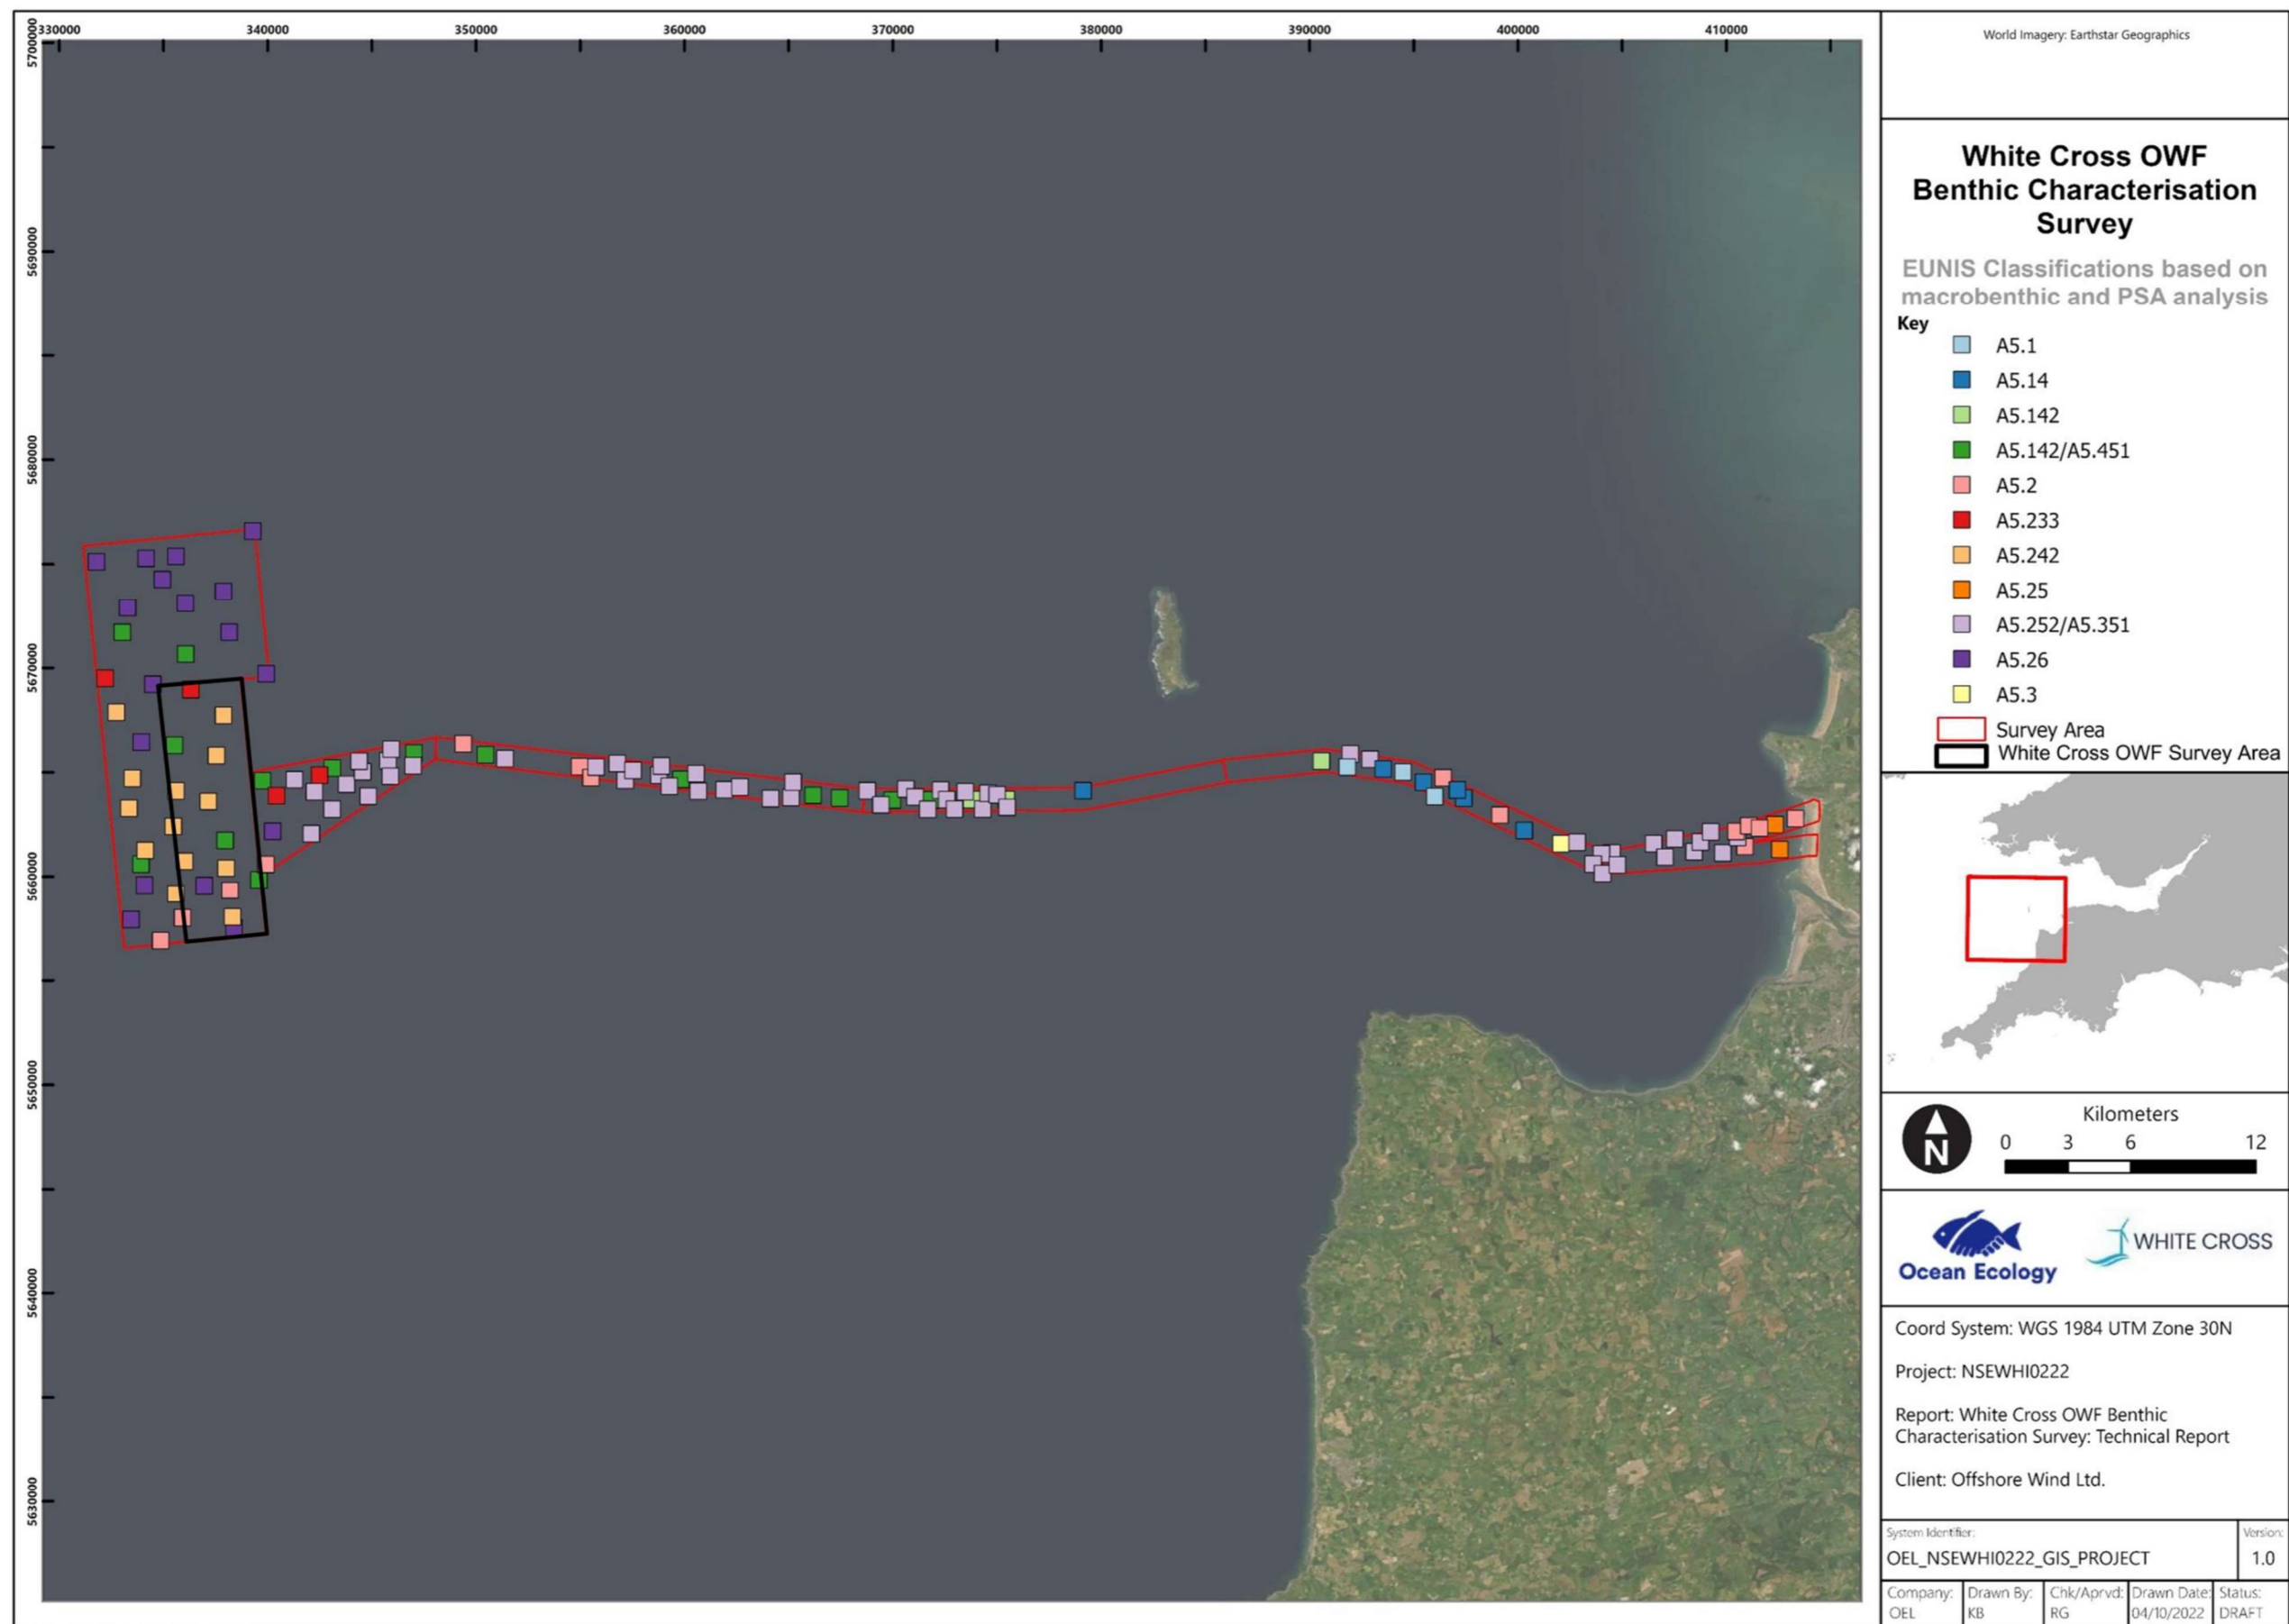 330000
340000
350000
360000
370000
380000
390000
400000
410000
5700000
5690000
5680000
5670000
5660000
5650000
5640000
5630000
World Imagery: Earthstar Geographics
White Cross OWF
Benthic Characterisation
Survey
EUNIS Classifications based on
macrobenthic and PSA analysis
Key
A5.1
A5.14
A5.142
A5.142/A5.451
A5.2
A5.233
A5.242
A5.25
A5.252/A5.351
A5.26
A5.3
Survey Area
White Cross OWF Survey Area
N
Kilometers
0 3 6 12
Ocean Ecology
WHITE CROSS
Coord System: WGS 1984 UTM Zone 30N
Project: NSEWHI0222
Report: White Cross OWF Benthic
Characterisation Survey: Technical Report
Client: Offshore Wind Ltd.
System Identifier: Version:
OEL_NSEWHI0222_GIS_PROJECT 1.0
Company: Drawn By: Chk/Aprvd: Drawn Date: Status:
OEL KB RG 04/10/2022 DRAFT